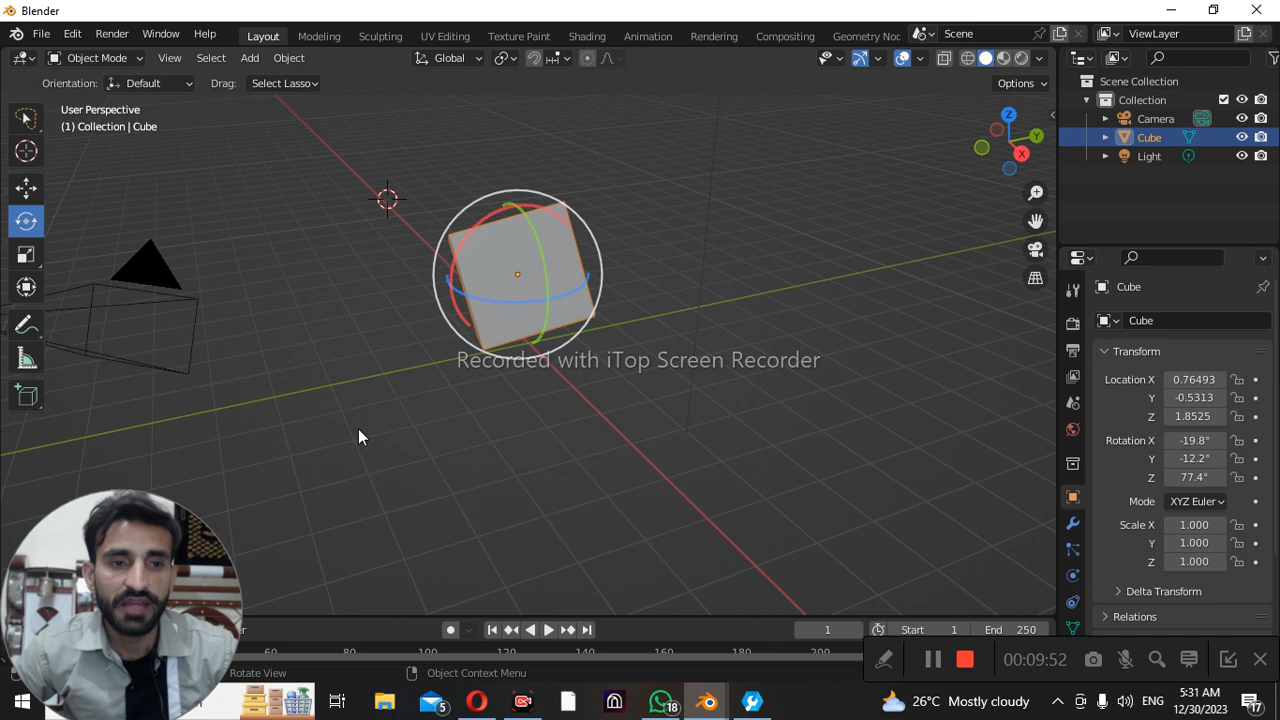 Blender
File Edit Render Window Help Layout Modeling Sculpting UV Editing Texture Paint Shading Animation Rendering Compositing Geometry Noc Scene ViewLayer
Object Mode View Select Add Object Global
Orientation: Default Drag: Select Lasso Options
User Perspective
(1) Collection | Cube
Z
Y
X
Scene Collection
Collection
Camera
Cube
Light
Cube
Cube
Transform
Location X 0.76493
Y -0.5313
Z 1.8525
Rotation X -19.8°
Y -12.2°
Z 77.4°
Mode XYZ Euler
Scale X 1.000
Y 1.000
Z 1.000
Delta Transform
Relations
Recorded with iTop Screen Recorder
1 Start 1 End 250
60 80 100 120 140 160 180 200
Rotate View Object Context Menu
00:09:52
5 18 26°C Mostly cloudy ENG 5:31 AM
12/30/2023 17